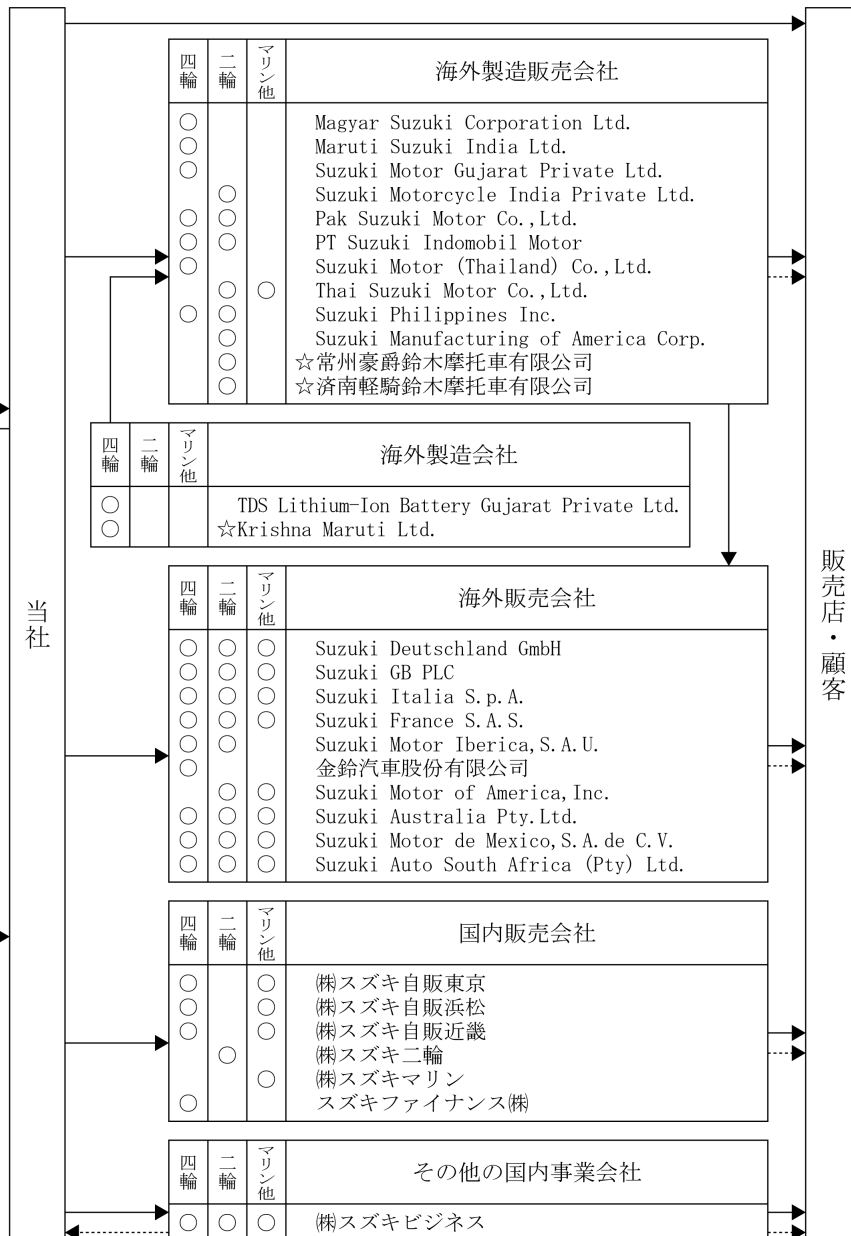 当社
四輪 二輪 マリン他 海外製造販売会社
○ Magyar Suzuki Corporation Ltd.
○ Maruti Suzuki India Ltd.
○ Suzuki Motor Gujarat Private Ltd.
○ Suzuki Motorcycle India Private Ltd.
○ ○ Pak Suzuki Motor Co.,Ltd.
○ ○ PT Suzuki Indomobil Motor
○ Suzuki Motor (Thailand) Co.,Ltd.
○ ○ Thai Suzuki Motor Co.,Ltd.
○ ○ Suzuki Philippines Inc.
○ Suzuki Manufacturing of America Corp.
○ ☆常州豪爵鈴木摩托車有限公司
○ ☆済南軽騎鈴木摩托車有限公司
四輪 二輪 マリン他 海外製造会社
○ TDS Lithium-Ion Battery Gujarat Private Ltd.
○ ☆Krishna Maruti Ltd.
四輪 二輪 マリン他 海外販売会社
○ ○ ○ Suzuki Deutschland GmbH
○ ○ ○ Suzuki GB PLC
○ ○ ○ Suzuki Italia S.p.A.
○ ○ ○ Suzuki France S.A.S.
○ ○ Suzuki Motor Iberica,S.A.U.
○ 金鈴汽車股份有限公司
○ ○ Suzuki Motor of America,Inc.
○ ○ ○ Suzuki Australia Pty.Ltd.
○ ○ ○ Suzuki Motor de Mexico,S.A.de C.V.
○ ○ ○ Suzuki Auto South Africa (Pty) Ltd.
四輪 二輪 マリン他 国内販売会社
○ ○ ㈱スズキ自販東京
○ ○ ㈱スズキ自販浜松
○ ○ ㈱スズキ自販近畿
○ ㈱スズキ二輪
○ ㈱スズキマリン
○ スズキファイナンス㈱
四輪 二輪 マリン他 その他の国内事業会社
○ ○ ○ ㈱スズキビジネス
販売店・顧客